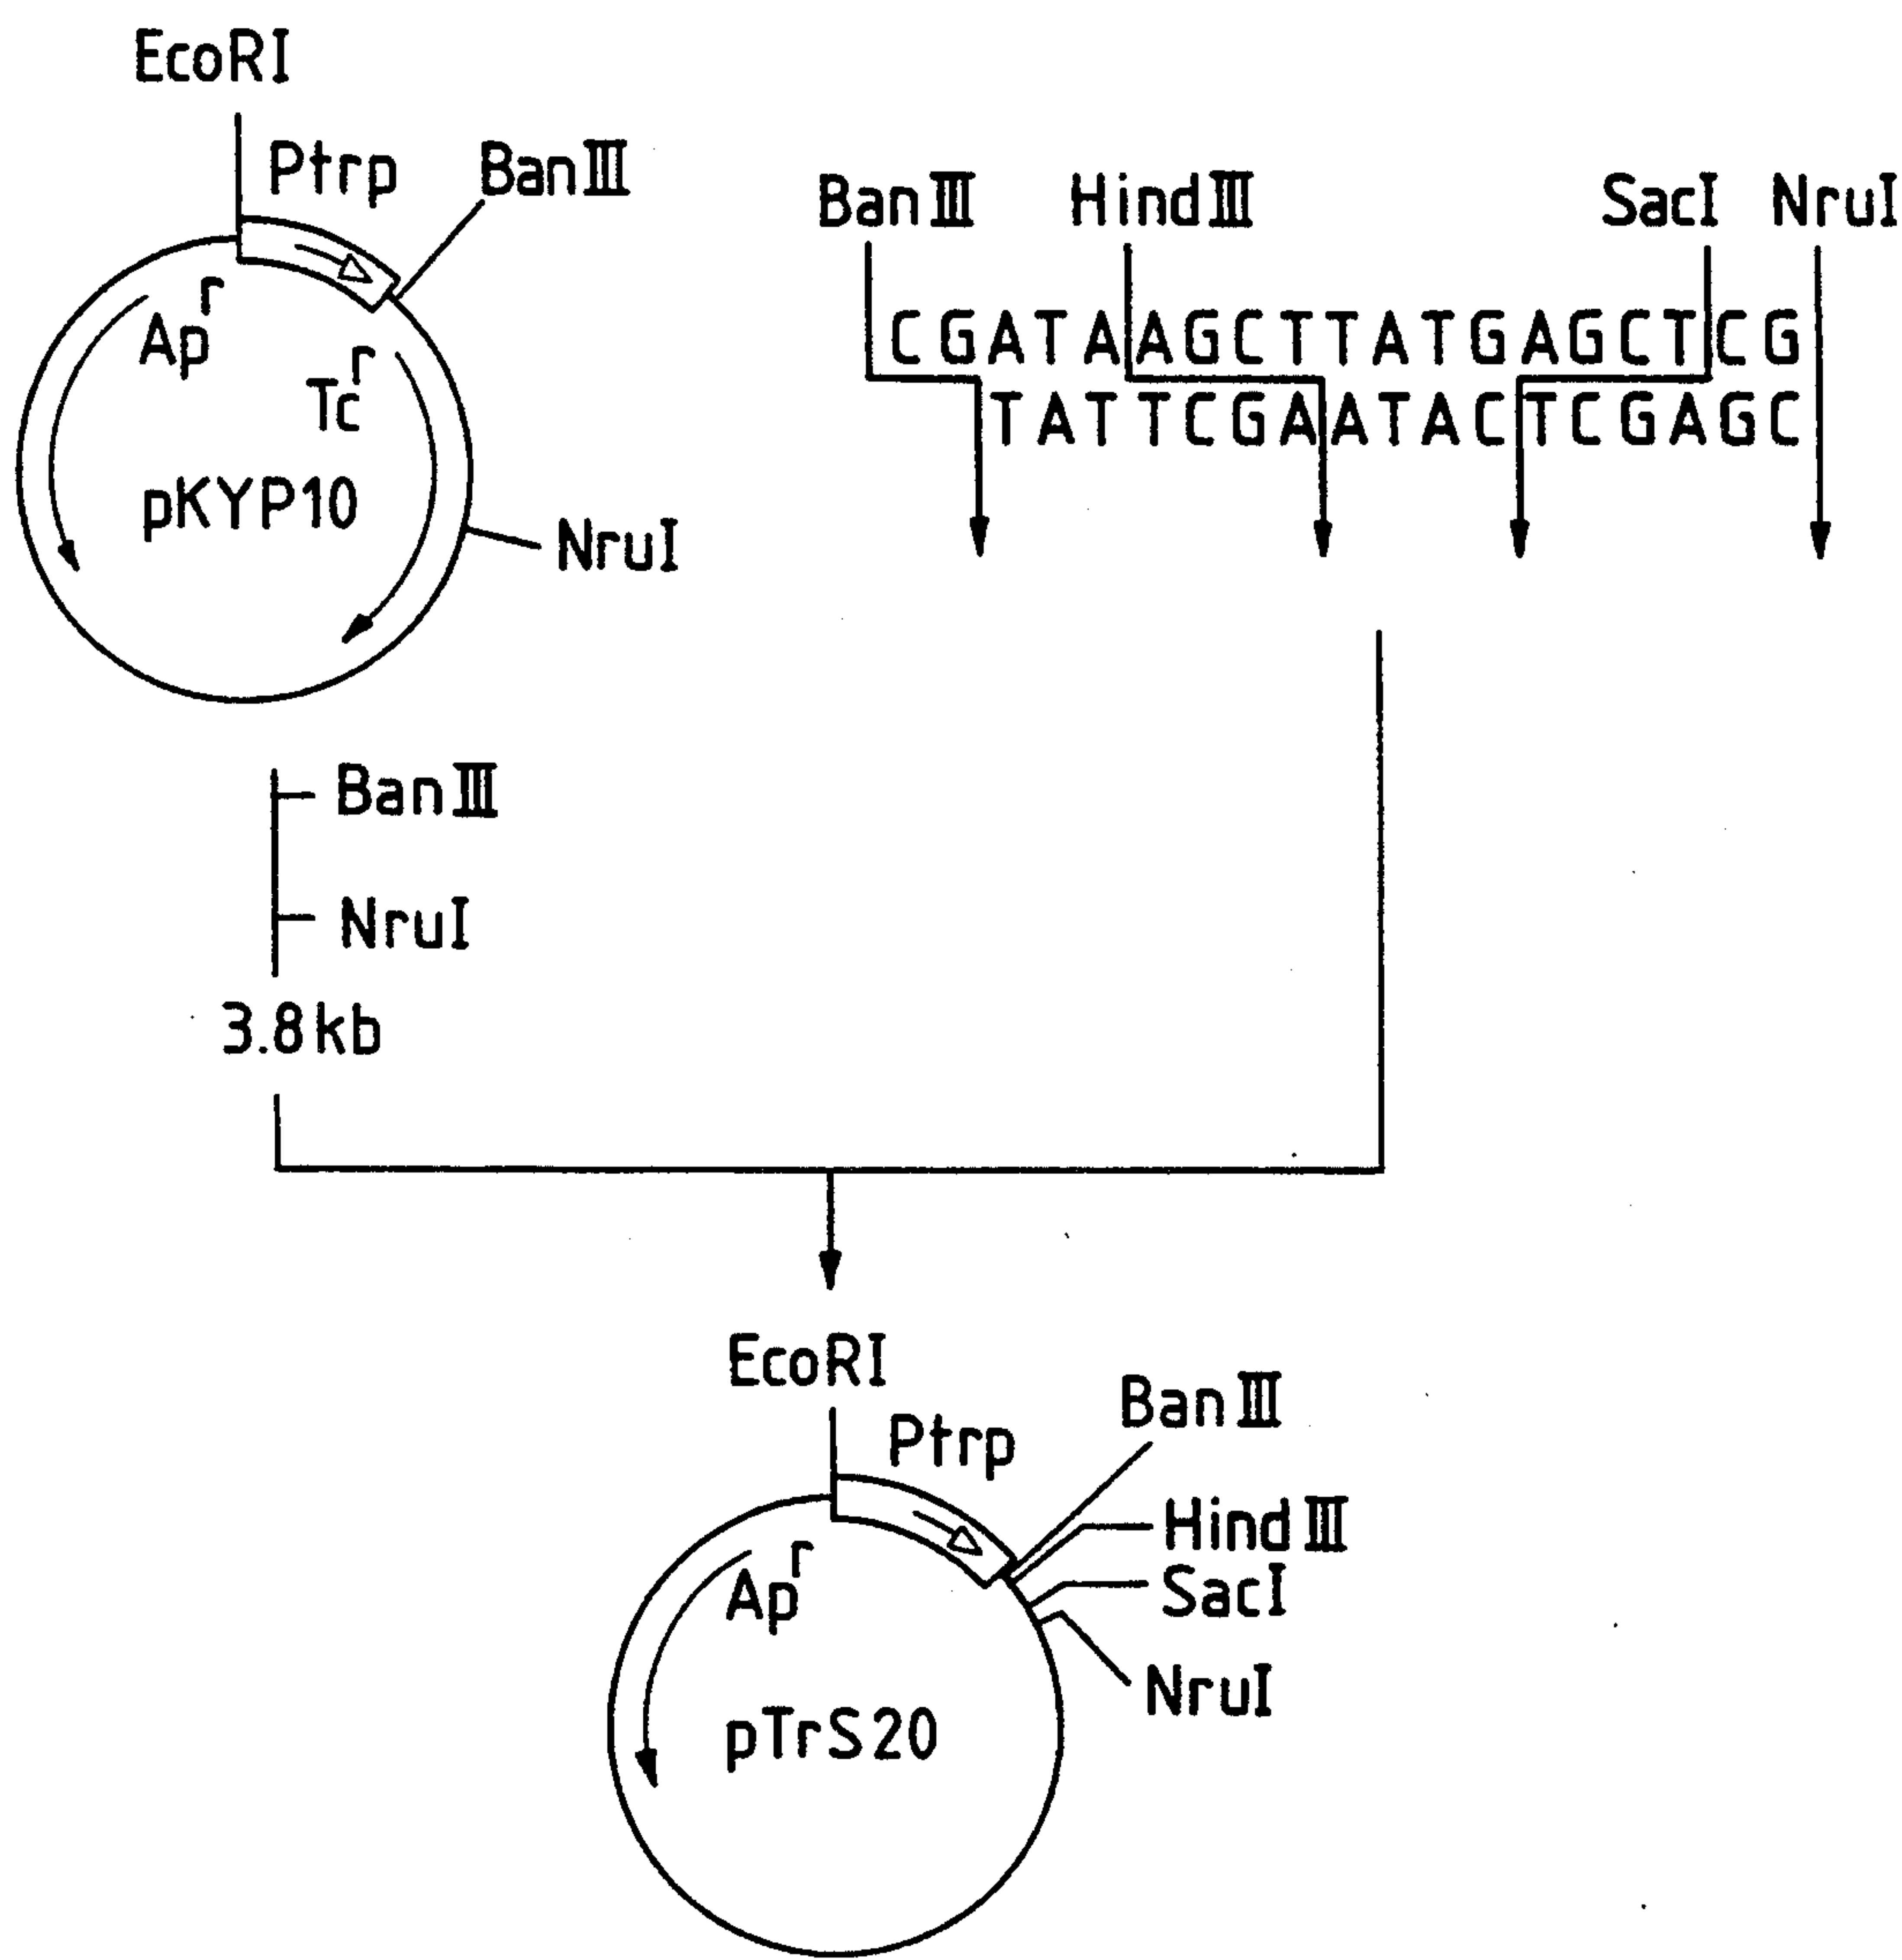 EcoRI
Ptrp
BanIII
Ap^r
Tc^r
pKYP10
NruI
BanIII HindIII SacI NruI
CGATAAGCTTATGAGCTCG
TATTCGAATACTCGAGC
BanIII
NruI
3.8kb
EcoRI
Ptrp
BanIII
HindIII
SacI
NruI
Ap^r
pTrS20